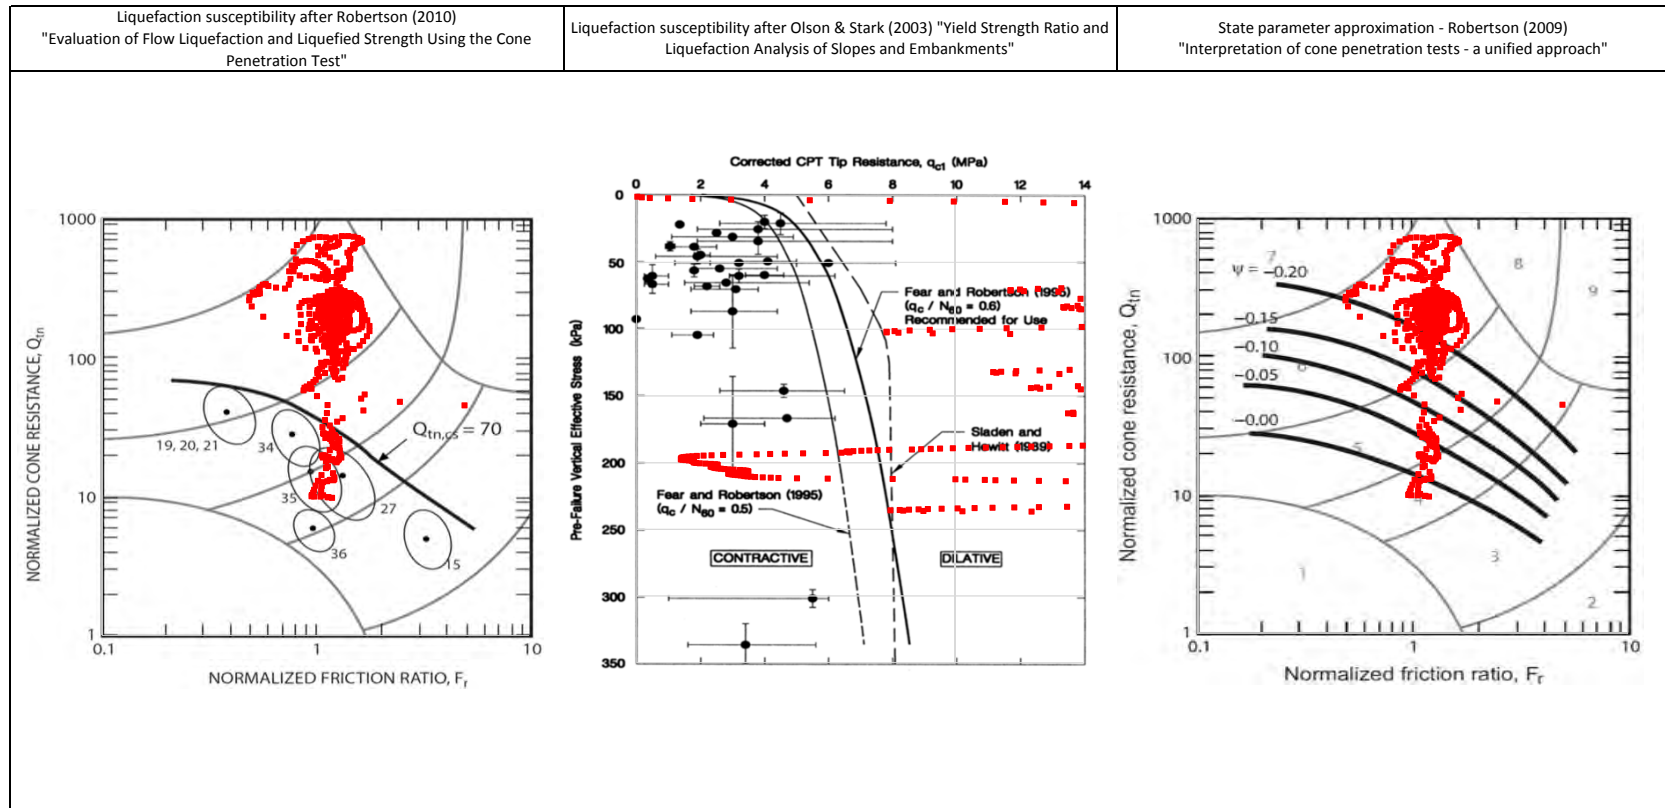 Liquefaction susceptibility after Robertson (2010)
"Evaluation of Flow Liquefaction and Liquefied Strength Using the Cone
Penetration Test"
Liquefaction susceptibility after Olson & Stark (2003) "Yield Strength Ratio and
Liquefaction Analysis of Slopes and Embankments"
State parameter approximation - Robertson (2009)
"Interpretation of cone penetration tests - a unified approach"
NORMALIZED CONE RESISTANCE, Qtn
1000
100
10
1
0.1
1
10
19, 20, 21
34
35
27
36
15
Qtn,cs = 70
NORMALIZED FRICTION RATIO, Fr
Corrected CPT Tip Resistance, qc1 (MPa)
0 2 4 6 8 10 12 14
Pre-Failure Vertical Effective Stress (kPa)
0
50
100
150
200
250
300
350
Fear and Robertson (1995)
(qc / N60 = 0.6)
Recommended for Use
Sladen and
Hewitt (1989)
Fear and Robertson (1995)
(qc / N60 = 0.5)
CONTRACTIVE
DILATIVE
Normalized cone resistance, Qtn
1000
100
10
1
0.1
1
10
7
8
9
6
5
4
3
1
2
ψ = -0.20
-0.15
-0.10
-0.05
-0.00
Normalized friction ratio, Fr